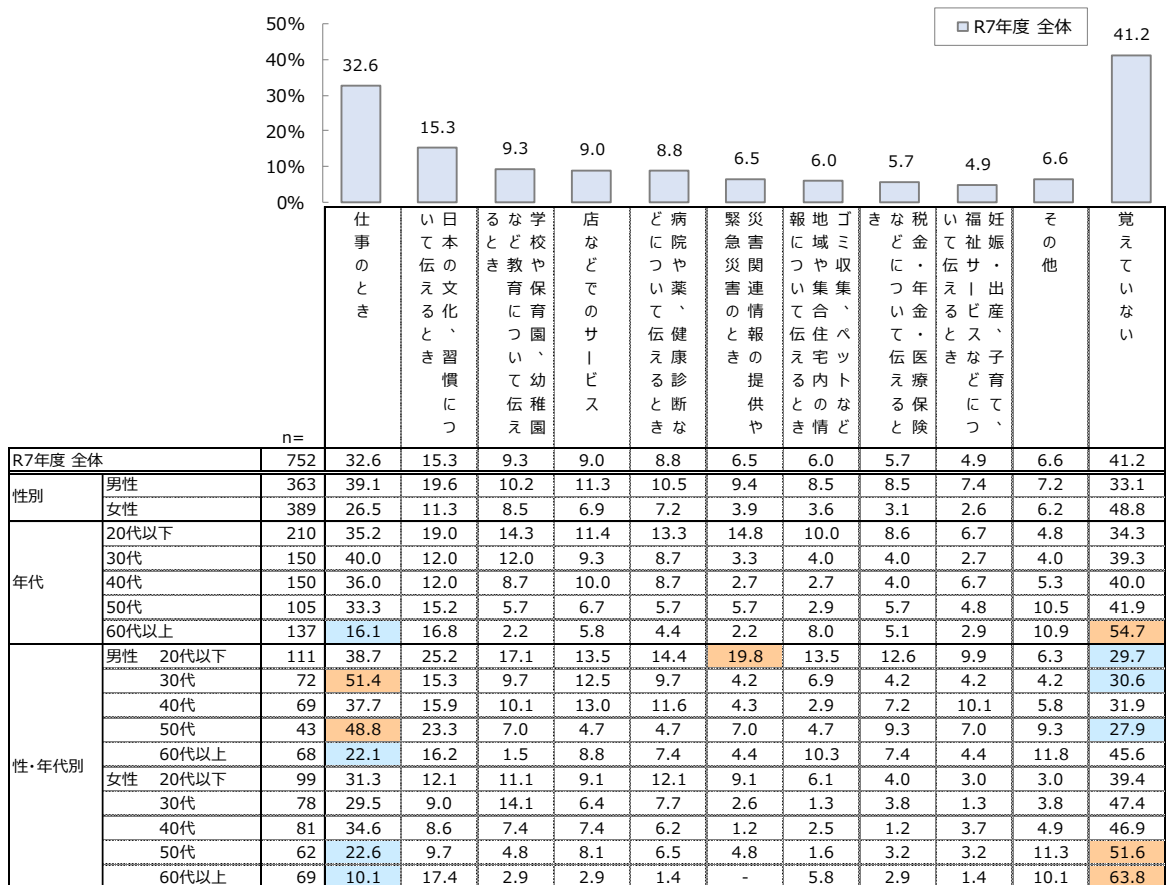 R7年度 全体
50%
40%
30%
20%
10%
0%
32.6
15.3
9.3
9.0
8.8
6.5
6.0
5.7
4.9
6.6
41.2
仕事のとき
日本の文化、習慣につ
いて伝えるとき
学校や保育園、幼稚園
など教育について伝え
るとき
店などでのサービス
病院や薬、健康診断な
どについて伝えるとき
災害関連情報の提供や
緊急災害のとき
ゴミ収集、ペットなど
地域や集合住宅内の情
報について伝えるとき
税金・年金・医療保険
などについて伝えると
き
妊娠・出産、子育て、
福祉サービスなどにつ
いて伝えるとき
その他
覚えていない
n=
R7年度 全体 752 32.6 15.3 9.3 9.0 8.8 6.5 6.0 5.7 4.9 6.6 41.2
性別
男性 363 39.1 19.6 10.2 11.3 10.5 9.4 8.5 8.5 7.4 7.2 33.1
女性 389 26.5 11.3 8.5 6.9 7.2 3.9 3.6 3.1 2.6 6.2 48.8
年代
20代以下 210 35.2 19.0 14.3 11.4 13.3 14.8 10.0 8.6 6.7 4.8 34.3
30代 150 40.0 12.0 12.0 9.3 8.7 3.3 4.0 4.0 2.7 4.0 39.3
40代 150 36.0 12.0 8.7 10.0 8.7 2.7 2.7 4.0 6.7 5.3 40.0
50代 105 33.3 15.2 5.7 6.7 5.7 5.7 2.9 5.7 4.8 10.5 41.9
60代以上 137 16.1 16.8 2.2 5.8 4.4 2.2 8.0 5.1 2.9 10.9 54.7
性・年代別
男性 20代以下 111 38.7 25.2 17.1 13.5 14.4 19.8 13.5 12.6 9.9 6.3 29.7
30代 72 51.4 15.3 9.7 12.5 9.7 4.2 6.9 4.2 4.2 4.2 30.6
40代 69 37.7 15.9 10.1 13.0 11.6 4.3 2.9 7.2 10.1 5.8 31.9
50代 43 48.8 23.3 7.0 4.7 4.7 7.0 4.7 9.3 7.0 9.3 27.9
60代以上 68 22.1 16.2 1.5 8.8 7.4 4.4 10.3 7.4 4.4 11.8 45.6
女性 20代以下 99 31.3 12.1 11.1 9.1 12.1 9.1 6.1 4.0 3.0 3.0 39.4
30代 78 29.5 9.0 14.1 6.4 7.7 2.6 1.3 3.8 1.3 3.8 47.4
40代 81 34.6 8.6 7.4 7.4 6.2 1.2 2.5 1.2 3.7 4.9 46.9
50代 62 22.6 9.7 4.8 8.1 6.5 4.8 1.6 3.2 3.2 11.3 51.6
60代以上 69 10.1 17.4 2.9 2.9 1.4 - 5.8 2.9 1.4 10.1 63.8